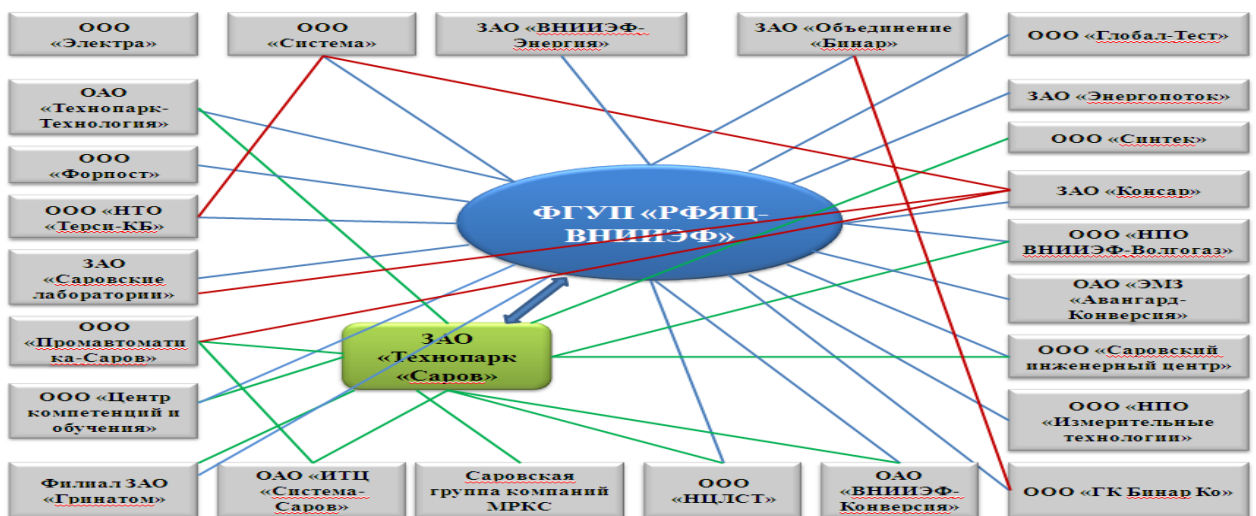 ООО
«Электра»
ООО
«Система»
ЗАО «ВНИИЭФ-
Энергия»
ЗАО «Объединение
«Бинар»
ООО «Глобал-Тест»
ОАО
«Технопарк-
Технология»
ЗАО «Энергопоток»
ООО «Синтек»
ООО
«Форпост»
ЗАО «Консар»
ООО «НТО
«Терси-КБ»
ФГУП «РФЯЦ-
ВНИИЭФ»
ООО «НПО
ВНИИЭФ-Волгогаз»
ЗАО
«Саровские
лаборатории»
ОАО «ЭМЗ
«Авангард-
Конверсия»
ООО
«Промавтомати
ка-Саров»
ЗАО
«Технопарк
«Саров»
ООО «Саровский
инженерный центр»
ООО «Центр
компетенций и
обучения»
ООО «НПО
«Измерительные
технологии»
Филиал ЗАО
«Гринатом»
ОАО «ИТЦ
«Система-
Саров»
Саровская
группа компаний
МРКС
ООО
«НЦЛСТ»
ОАО
«ВНИИЭФ-
Конверсия»
ООО «ГК Бинар Ко»